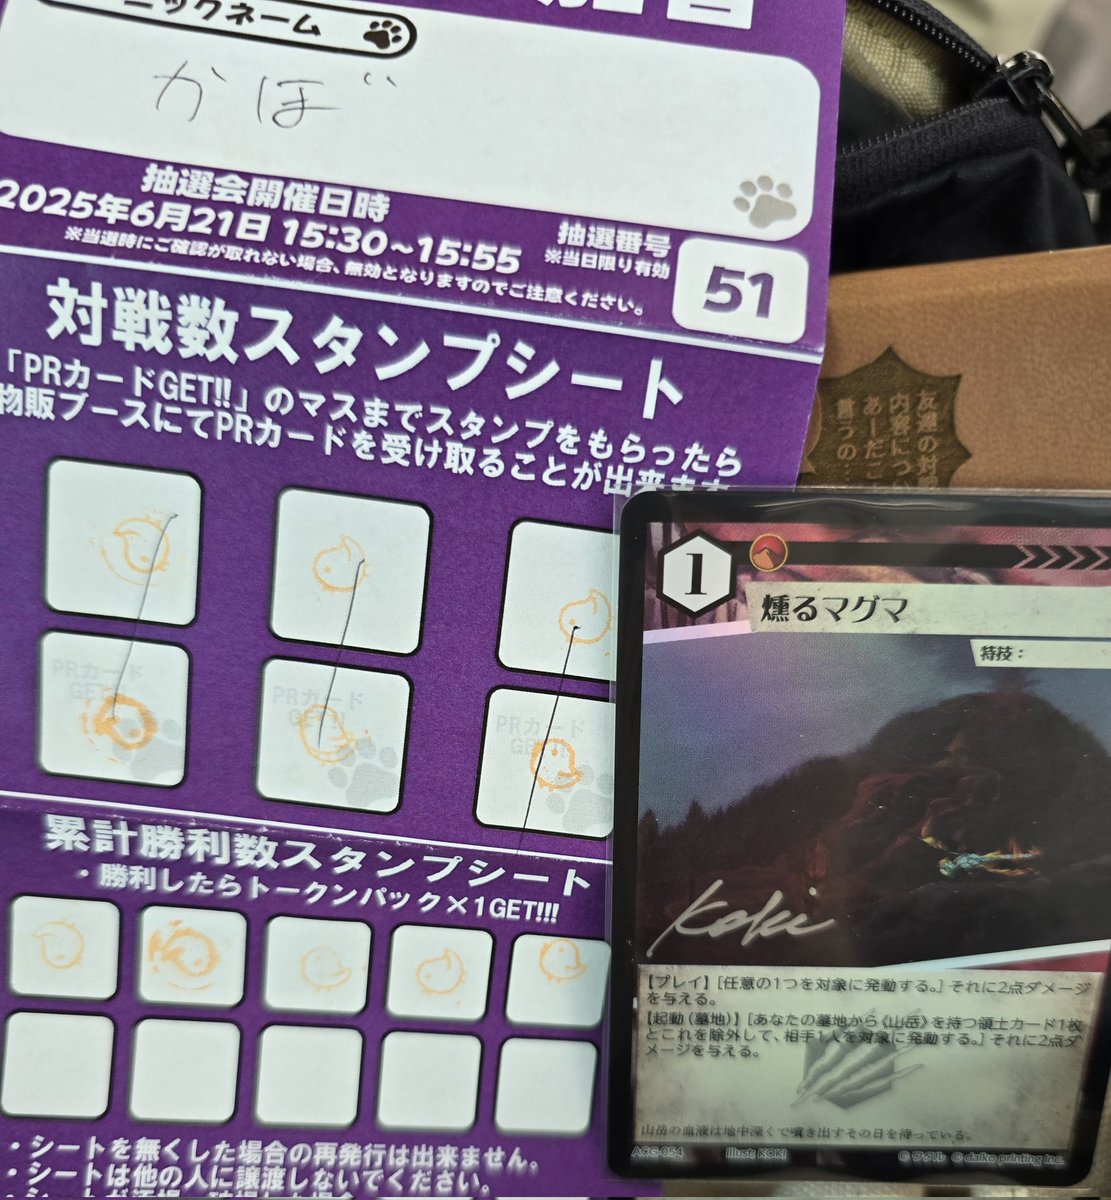 ニックネーム
かほ゛
抽選会開催日時
2025年6月21日 15:30~15:55
※当選時にご確認が取れない場合、無効となりますのでご注意ください。
抽選番号
※当日限り有効
51
対戦数スタンプシート
「PRカードGET!!」のマスまでスタンプをもらったら
物販ブースにてPRカードを受け取ることが出来ます
PRカード
GET!!
PRカード
GET!!
PRカード
GET!!
累計勝利数スタンプシート
・勝利したらトークンパック×1GET!!!
・シートを無くした場合の再発行は出来ません。
・シートは他の人に譲渡しないでください。
友達の対戦
内容につい
あーだこ
言うの…
1
燻るマグマ
特技:
Koki
【プレイ】[任意の1つを対象に発動する。]それに2点ダメージ
を与える。
【起動(墓地)】[あなたの墓地から《山岳》を持つ領土カード1枚
とこれを除外して、相手1人を対象に発動する。]それに2点ダ
メージを与える。
山岳の血液は地中深くで噴き出すその日を待っている。
ACG-054
Illust: KOKI
©ワタル ©daiko printing Inc.